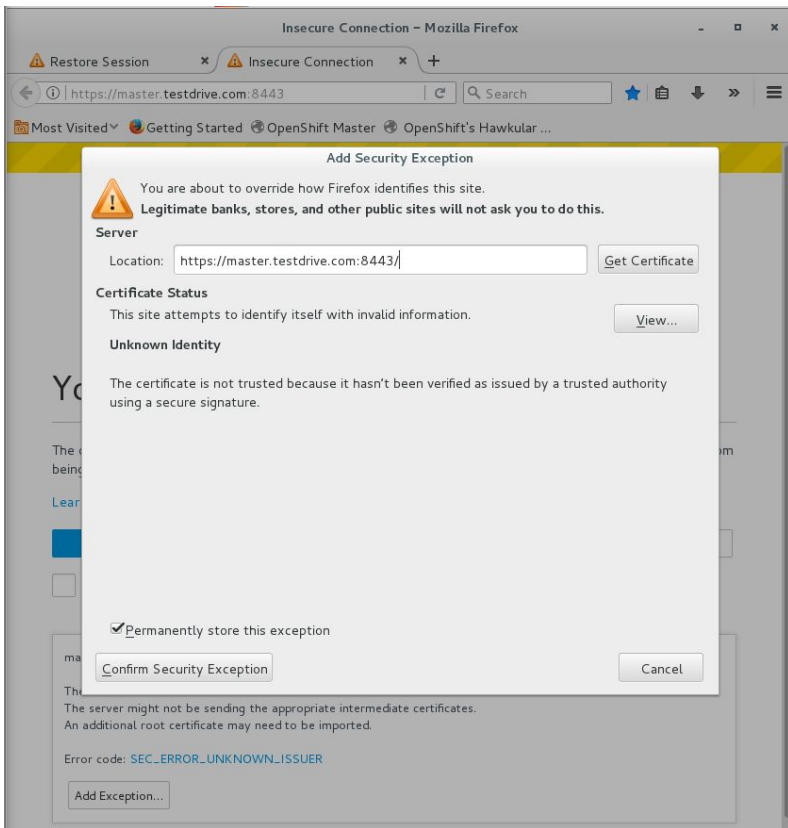 Insecure Connection – Mozilla Firefox
Restore Session
Insecure Connection
https://master.testdrive.com:8443
Search
Most Visited
Getting Started
OpenShift Master
OpenShift's Hawkular ...
Add Security Exception
You are about to override how Firefox identifies this site.
Legitimate banks, stores, and other public sites will not ask you to do this.
Server
Location:
https://master.testdrive.com:8443/
Get Certificate
Certificate Status
This site attempts to identify itself with invalid information.
View...
Unknown Identity
The certificate is not trusted because it hasn't been verified as issued by a trusted authority
using a secure signature.
Permanently store this exception
Confirm Security Exception
Cancel
The server might not be sending the appropriate intermediate certificates.
An additional root certificate may need to be imported.
Error code: SEC_ERROR_UNKNOWN_ISSUER
Add Exception...